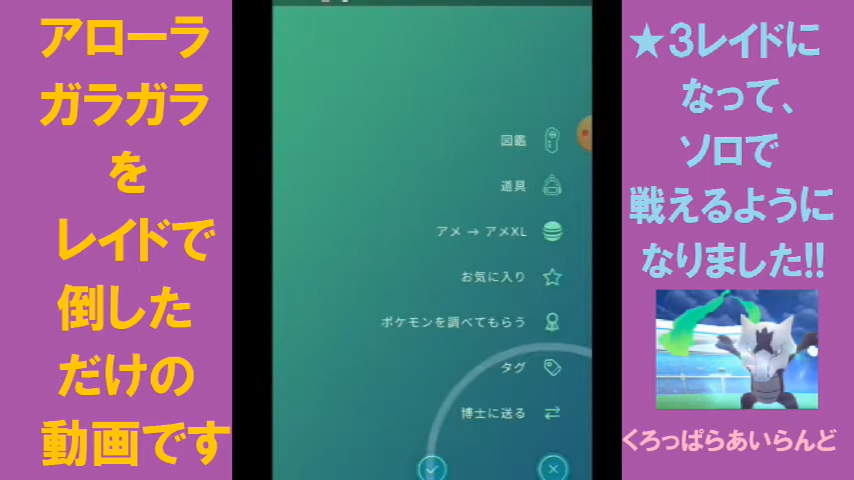 アローラ
ガラガラ
を
レイドで
倒した
だけの
動画です
図鑑
道具
アメ → アメXL
お気に入り
ポケモンを調べてもらう
タグ
博士に送る
★3レイドに
なって、
ソロで
戦えるように
なりました!!
くろっぱらあいらんど